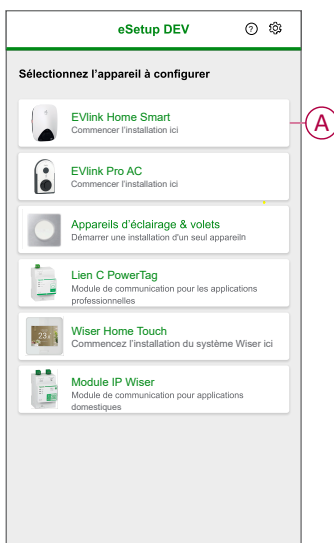 eSetup DEV
Sélectionnez l’appareil à configurer
EVlink Home Smart
Commencer l’installation ici
A
EVlink Pro AC
Commencer l’installation ici
Appareils d’éclairage & volets
Démarrer une installation d’un seul appareiln
Lien C PowerTag
Module de communication pour les applications
professionnelles
Wiser Home Touch
Commencez l’installation du système Wiser ici
Module IP Wiser
Module de communication pour applications
domestiques